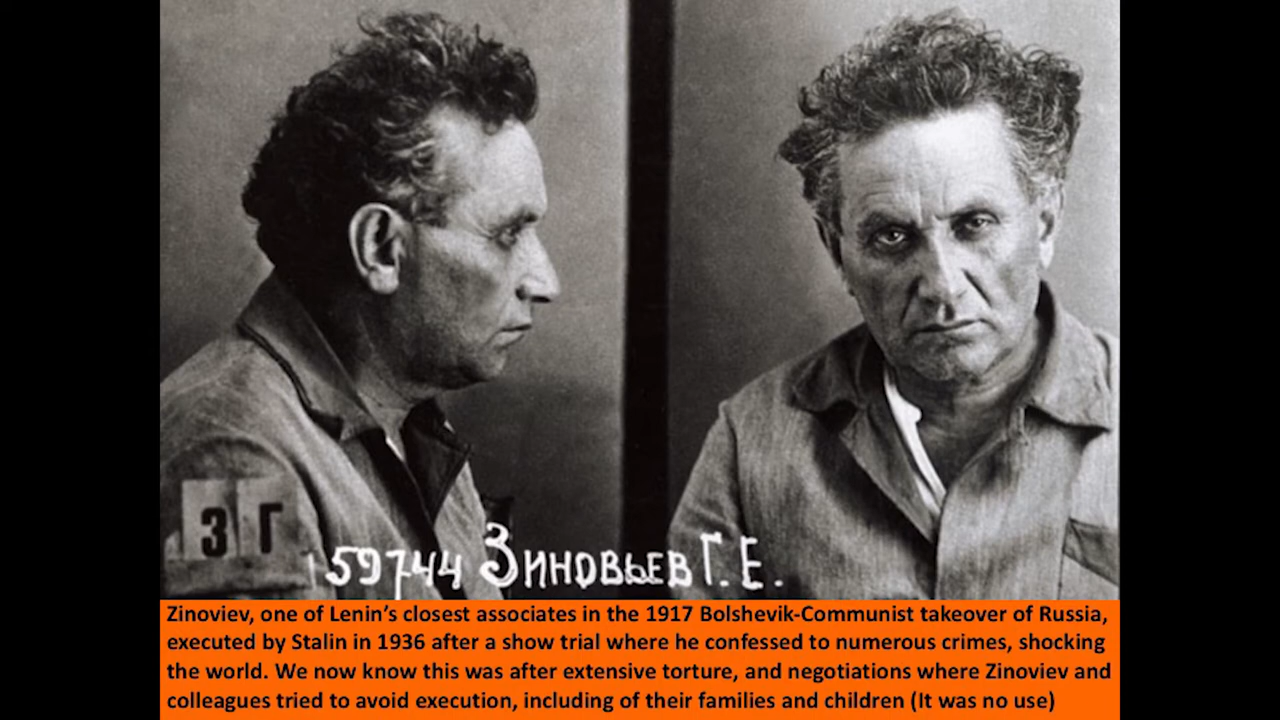 З Г
159744 Зиновьев Г. Е.
Zinoviev, one of Lenin’s closest associates in the 1917 Bolshevik-Communist takeover of Russia,
executed by Stalin in 1936 after a show trial where he confessed to numerous crimes, shocking
the world. We now know this was after extensive torture, and negotiations where Zinoviev and
colleagues tried to avoid execution, including of their families and children (It was no use)